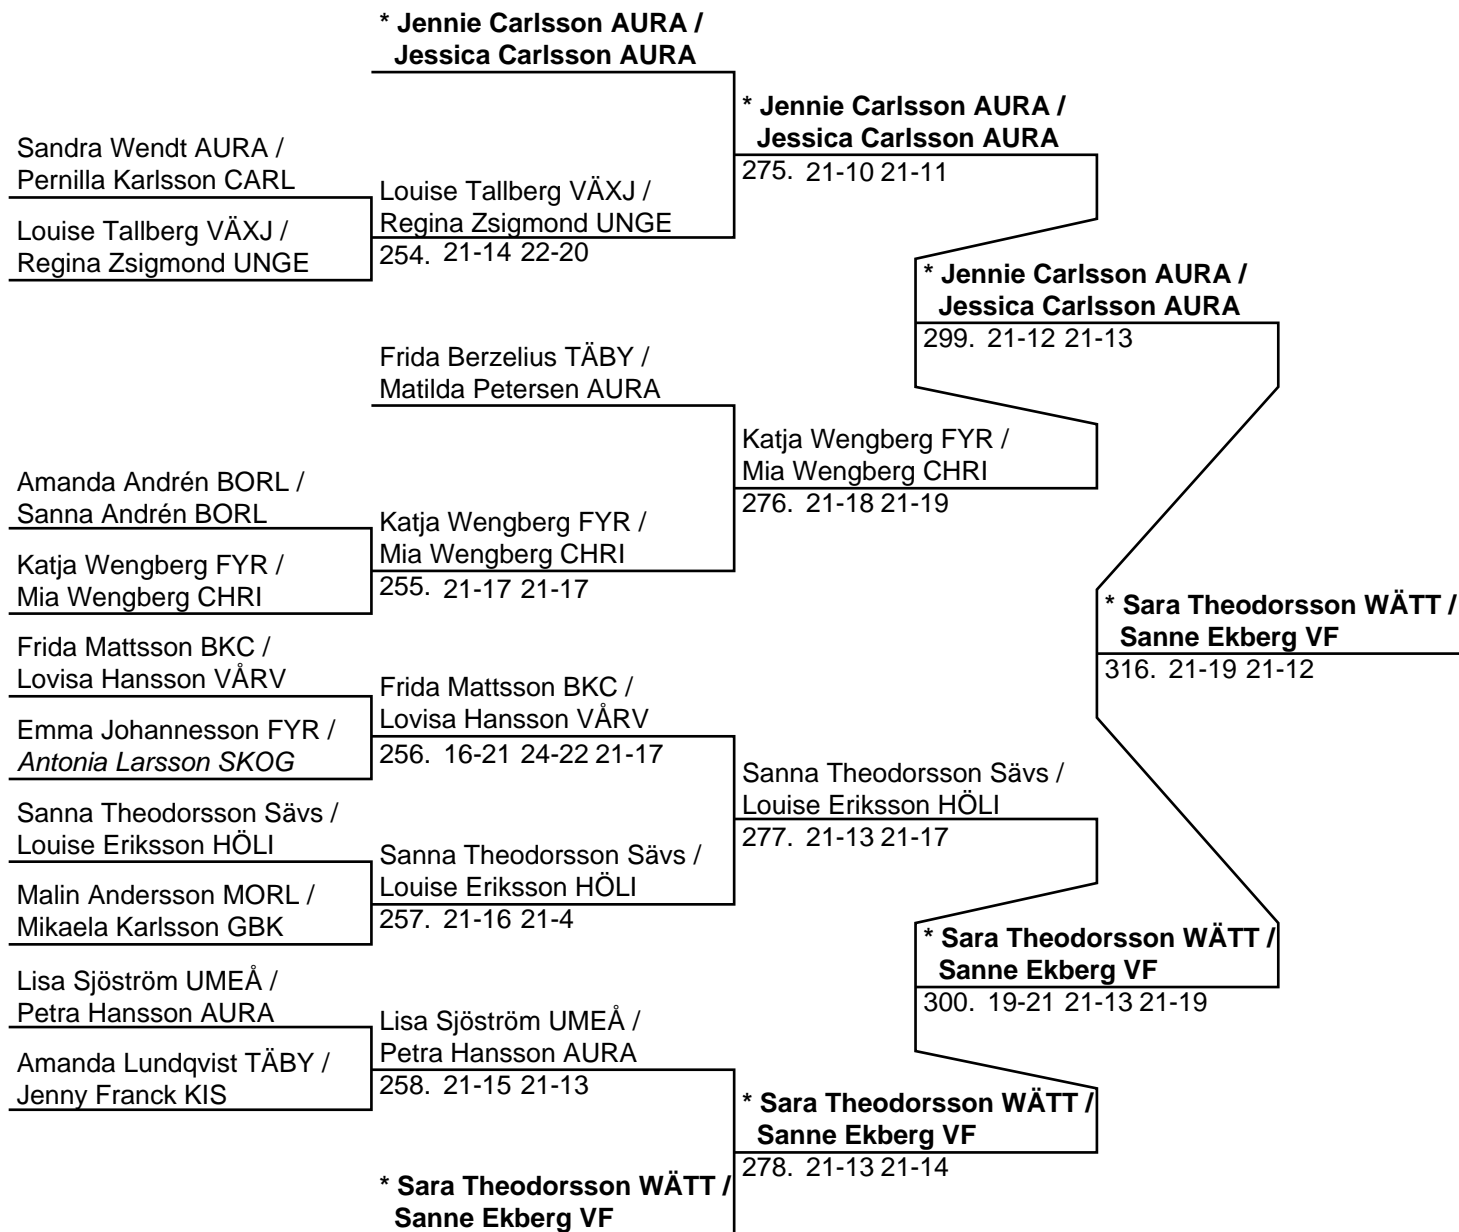 * Jennie Carlsson AURA /
Jessica Carlsson AURA
* Jennie Carlsson AURA /
Jessica Carlsson AURA
275. 21-10 21-11
Sandra Wendt AURA /
Pernilla Karlsson CARL
Louise Tallberg VÄXJ /
Regina Zsigmond UNGE
254. 21-14 22-20
Louise Tallberg VÄXJ /
Regina Zsigmond UNGE
* Jennie Carlsson AURA /
Jessica Carlsson AURA
299. 21-12 21-13
Frida Berzelius TÄBY /
Matilda Petersen AURA
Katja Wengberg FYR /
Mia Wengberg CHRI
276. 21-18 21-19
Amanda Andrén BORL /
Sanna Andrén BORL
Katja Wengberg FYR /
Mia Wengberg CHRI
255. 21-17 21-17
Katja Wengberg FYR /
Mia Wengberg CHRI
* Sara Theodorsson WÄTT /
Sanne Ekberg VF
316. 21-19 21-12
Frida Mattsson BKC /
Lovisa Hansson VÅRV
Frida Mattsson BKC /
Lovisa Hansson VÅRV
256. 16-21 24-22 21-17
Emma Johannesson FYR /
Antonia Larsson SKOG
Sanna Theodorsson Sävs /
Louise Eriksson HÖLI
277. 21-13 21-17
Sanna Theodorsson Sävs /
Louise Eriksson HÖLI
Sanna Theodorsson Sävs /
Louise Eriksson HÖLI
257. 21-16 21-4
Malin Andersson MORL /
Mikaela Karlsson GBK
* Sara Theodorsson WÄTT /
Sanne Ekberg VF
300. 19-21 21-13 21-19
Lisa Sjöström UMEÅ /
Petra Hansson AURA
Lisa Sjöström UMEÅ /
Petra Hansson AURA
258. 21-15 21-13
Amanda Lundqvist TÄBY /
Jenny Franck KIS
* Sara Theodorsson WÄTT /
Sanne Ekberg VF
278. 21-13 21-14
* Sara Theodorsson WÄTT /
Sanne Ekberg VF